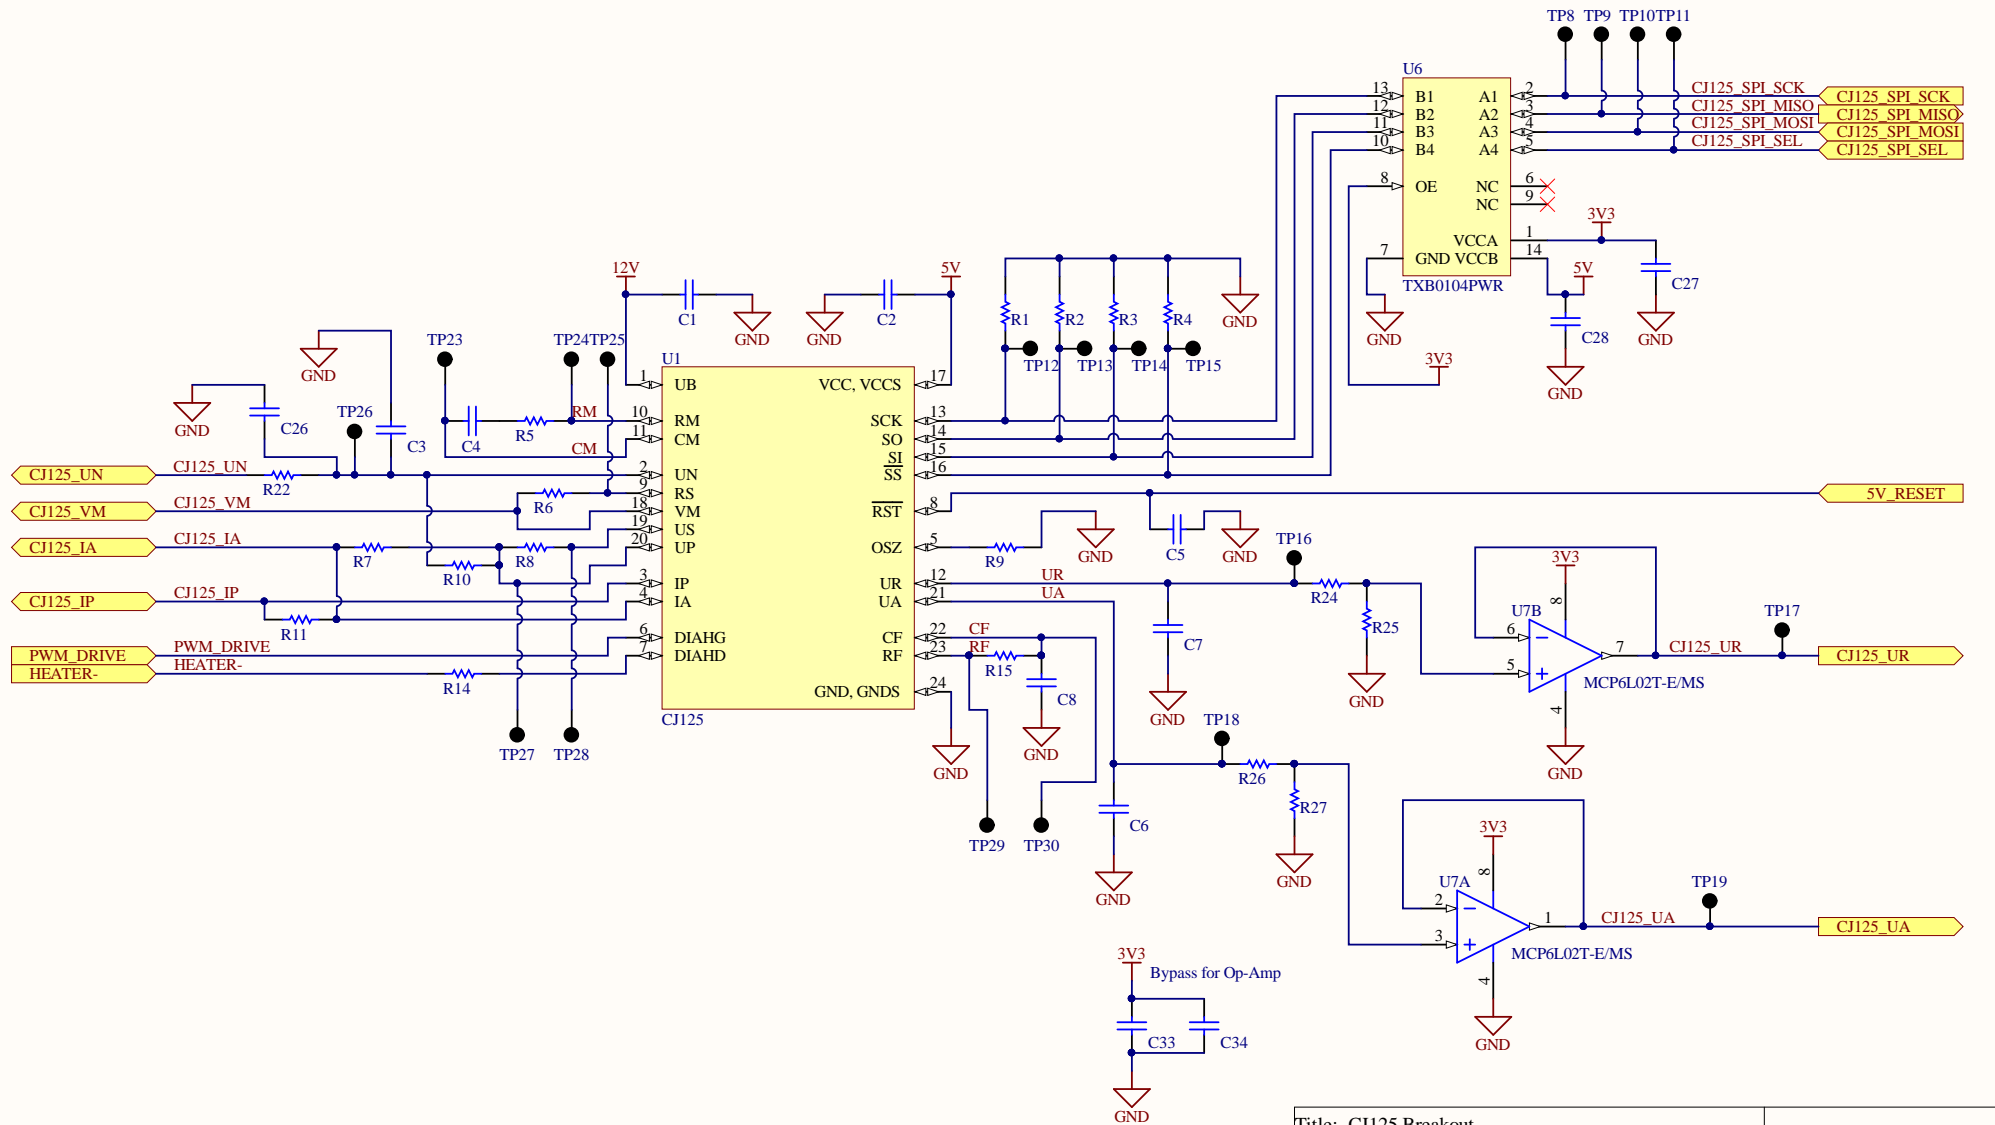 TP8 TP9 TP10 TP11
U6
13 B1 A1 2 CJ125_SPI_SCK CJ125_SPI_SCK
12 B2 A2 3 CJ125_SPI_MISO CJ125_SPI_MISO
11 B3 A3 4 CJ125_SPI_MOSI CJ125_SPI_MOSI
10 B4 A4 5 CJ125_SPI_SEL CJ125_SPI_SEL
8 OE NC 6
NC 9
3V3
VCCA 1
7 GND VCCB 14
12V 5V 5V
TXB0104PWR C27
C1 C2 R1 R2 R3 R4 GND
GND GND GND C28 GND
TP23 TP24 TP25 U1 TP12 TP13 TP14 TP15 3V3
GND
1 UB VCC, VCCS 17 GND
TP26 RM 10 RM SCK 13
GND C26 C3 C4 R5 11 CM SO 14
CM SI 15
CJ125_UN CJ125_UN 2 UN SS 16
R22 9 RS
CJ125_VM CJ125_VM R6 18 VM RST 8 5V_RESET
19 US
CJ125_IA CJ125_IA 20 UP OSZ 5 GND C5 GND TP16
R7 R8 R9
R10
3V3
CJ125_IP CJ125_IP 3 IP UR 12 UR
4 IA UA 21 UA R24
R11 U7B 8 TP17
CF 22 CF C7 R25 6
PWM_DRIVE PWM_DRIVE 6 DIAHG
HEATER- HEATER- 7 DIAHD RF 23 RF R15 7 CJ125_UR CJ125_UR
R14 5
GND, GNDS 24 C8 MCP6L02T-E/MS
CJ125 GND GND 4
TP27 TP28 GND GND TP18
GND
R26
R27
C6
TP29 TP30 3V3
GND GND
U7A 8 TP19
2
1 CJ125_UA CJ125_UA
3
MCP6L02T-E/MS
3V3
Bypass for Op-Amp
4
C33 C34 GND
GND
Title: CJ125 Breakout